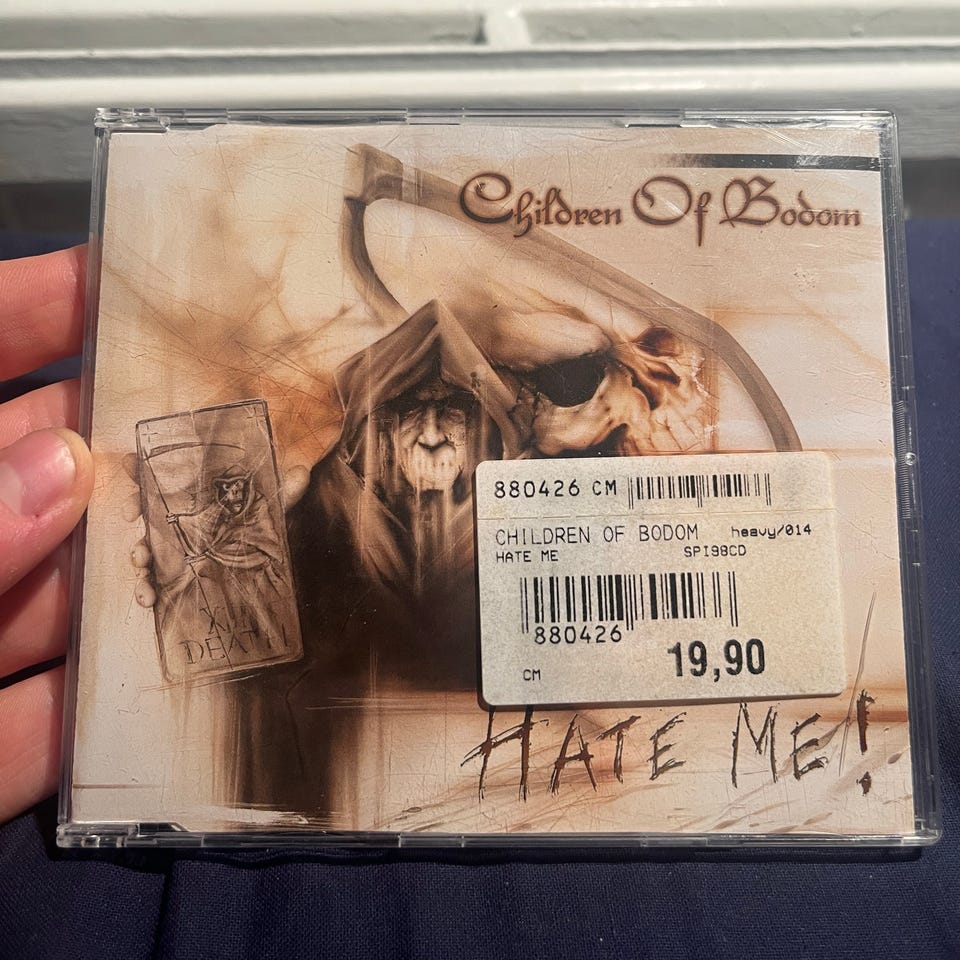 Children Of Bodom
880426 CM
CHILDREN OF BODOM heavy/014
HATE ME SPI98CD
880426
CM 19,90
XIII
DEATH
HATE ME!